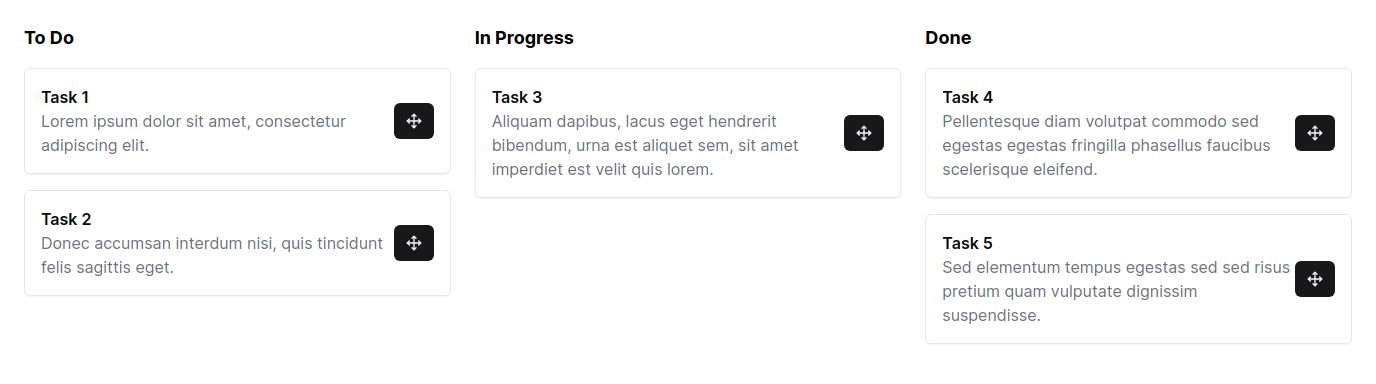 To Do
Task 1
Lorem ipsum dolor sit amet, consectetur
adipiscing elit.
Task 2
Donec accumsan interdum nisi, quis tincidunt
felis sagittis eget.
In Progress
Task 3
Aliquam dapibus, lacus eget hendrerit
bibendum, urna est aliquet sem, sit amet
imperdiet est velit quis lorem.
Done
Task 4
Pellentesque diam volutpat commodo sed
egestas egestas fringilla phasellus faucibus
scelerisque eleifend.
Task 5
Sed elementum tempus egestas sed sed risus
pretium quam vulputate dignissim
suspendisse.